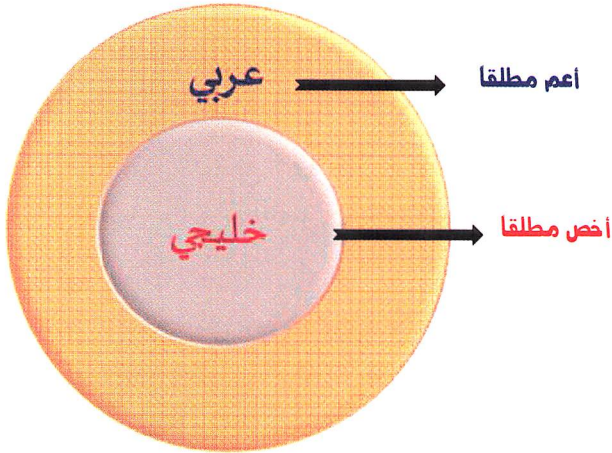 عربي
أعم مطلقا
خليجي
أخص مطلقا